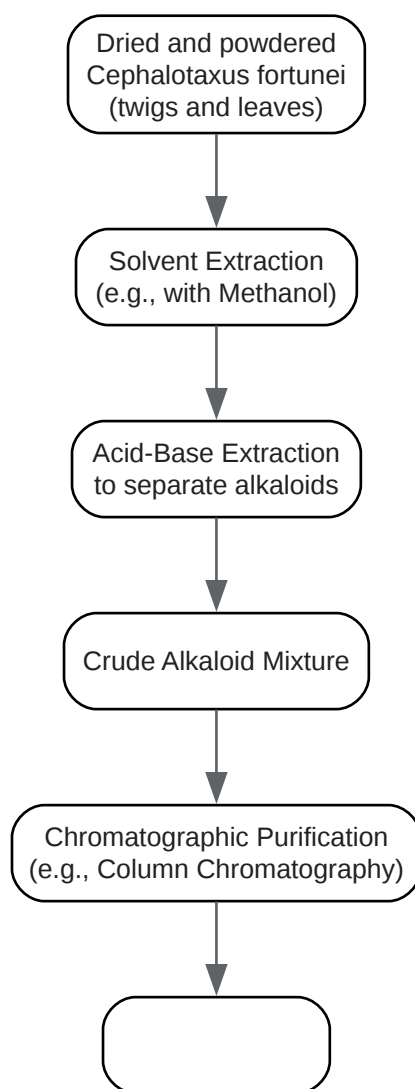 Dried and powdered
Cephalotaxus fortunei
(twigs and leaves)
Solvent Extraction
(e.g., with Methanol)
Acid-Base Extraction
to separate alkaloids
Crude Alkaloid Mixture
Chromatographic Purification
(e.g., Column Chromatography)